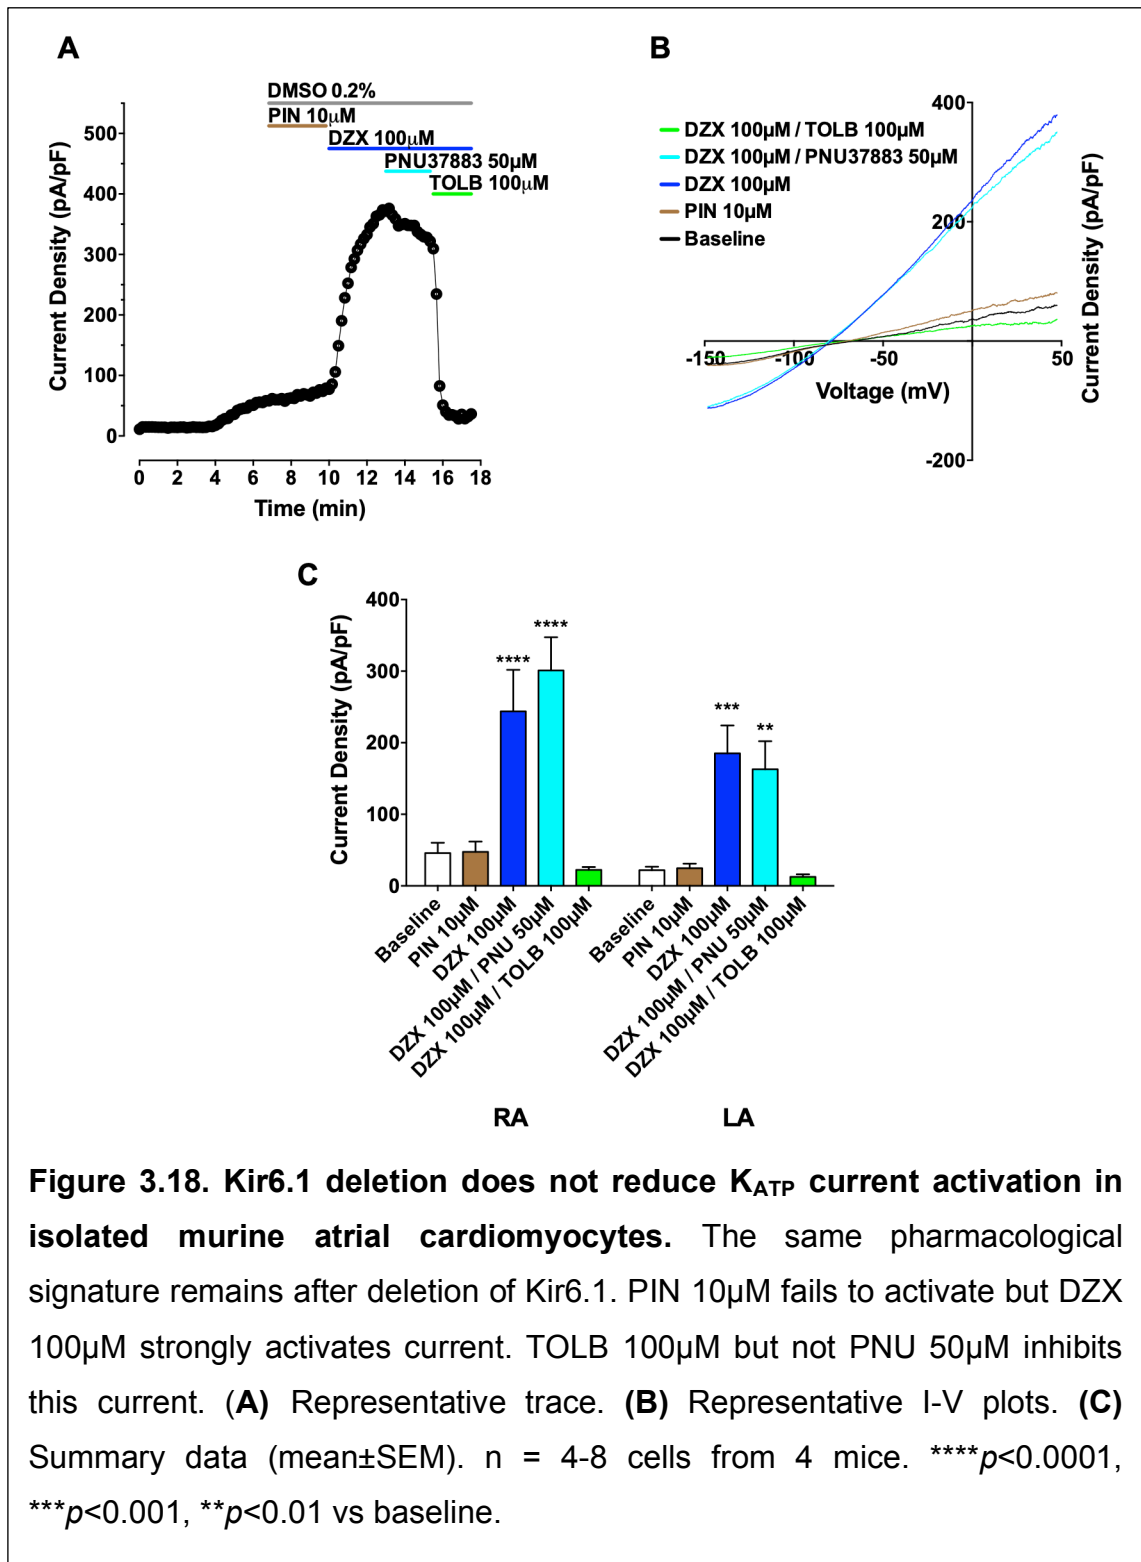 A
DMSO 0.2%
PIN 10μM
DZX 100μM
PNU37883 50μM
TOLB 100μM
500
400
300
200
100
0
Current Density (pA/pF)
0 2 4 6 8 10 12 14 16 18
Time (min)
B
DZX 100μM / TOLB 100μM
DZX 100μM / PNU37883 50μM
DZX 100μM
PIN 10μM
Baseline
400
200
-200
-150 -100 -50 50
Voltage (mV)
Current Density (pA/pF)
C
400
300
200
100
0
Current Density (pA/pF)
**** **** *** **
Baseline
PIN 10μM
DZX 100μM
DZX 100μM / PNU 50μM
DZX 100μM / TOLB 100μM
Baseline
PIN 10μM
DZX 100μM
DZX 100μM / PNU 50μM
DZX 100μM / TOLB 100μM
RA LA
Figure 3.18. Kir6.1 deletion does not reduce KATP current activation in
isolated murine atrial cardiomyocytes. The same pharmacological
signature remains after deletion of Kir6.1. PIN 10μM fails to activate but DZX
100μM strongly activates current. TOLB 100μM but not PNU 50μM inhibits
this current. (A) Representative trace. (B) Representative I-V plots. (C)
Summary data (mean±SEM). n = 4-8 cells from 4 mice. ****p<0.0001,
***p<0.001, **p<0.01 vs baseline.